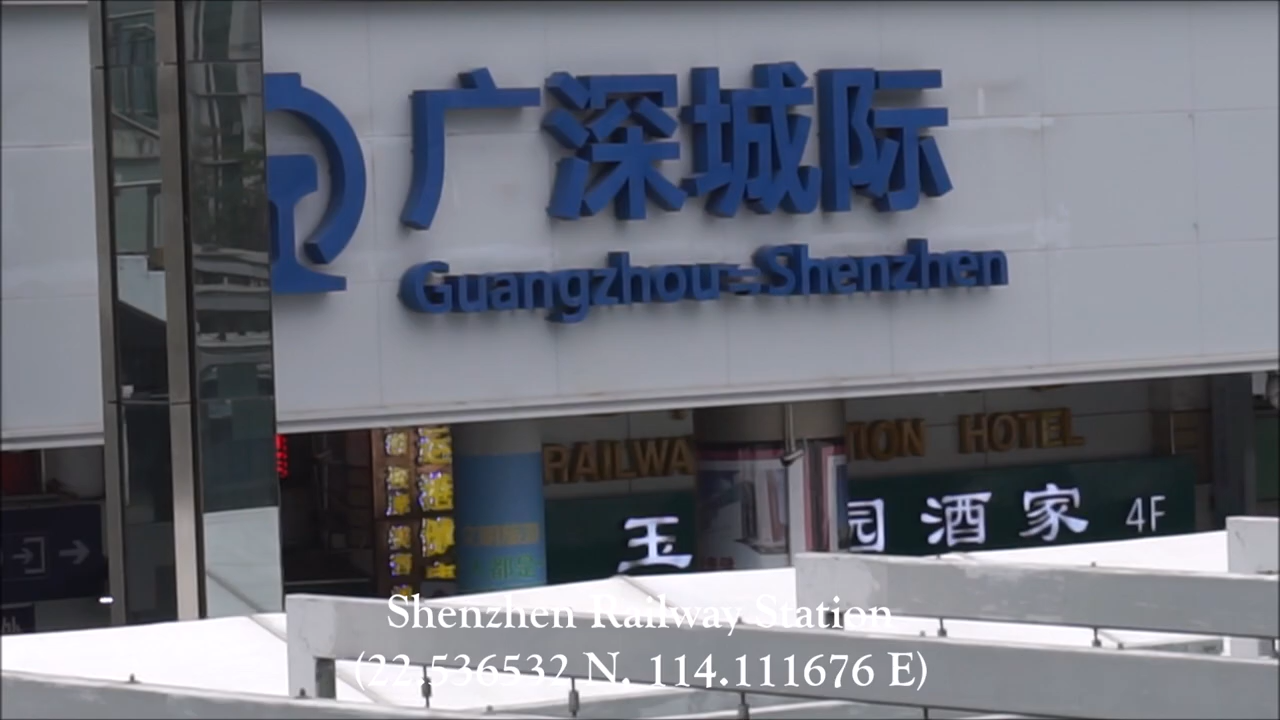 广深城际
Guangzhou-Shenzhen
RAILWA TION HOTEL
玉 园酒家 4F
Shenzhen Railway Station
(22.536532 N. 114.111676 E)